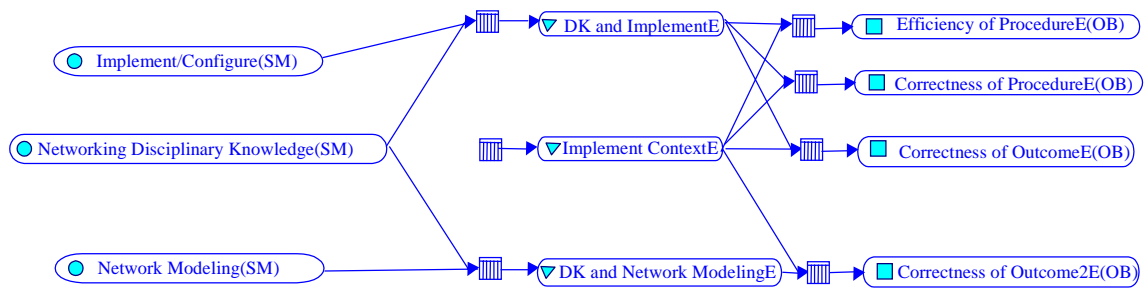 DK and ImplementE
Efficiency of ProcedureE(OB)
Implement/Configure(SM)
Correctness of ProcedureE(OB)
Networking Disciplinary Knowledge(SM)
Implement ContextE
Correctness of OutcomeE(OB)
Network Modeling(SM)
DK and Network ModelingE
Correctness of Outcome2E(OB)